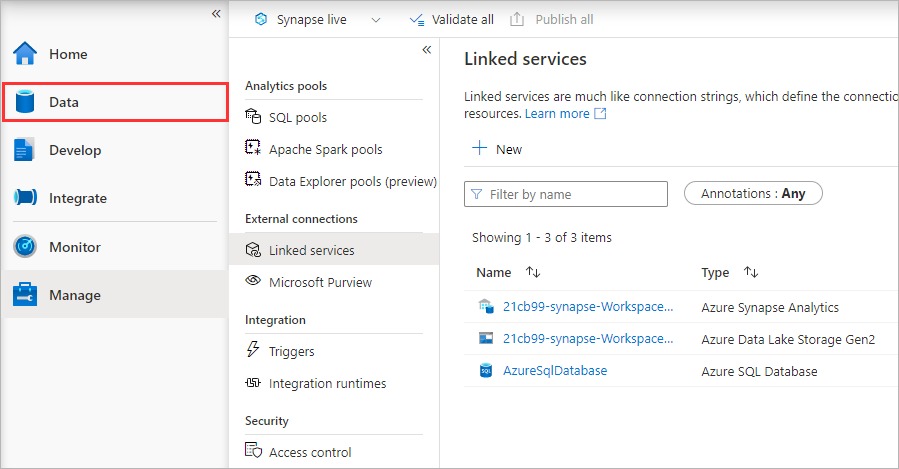 Home
Data
Develop
Integrate
Monitor
Manage
Synapse live
Validate all
Publish all
Analytics pools
SQL pools
Apache Spark pools
Data Explorer pools (preview)
External connections
Linked services
Microsoft Purview
Integration
Triggers
Integration runtimes
Security
Access control
Linked services
Linked services are much like connection strings, which define the connectio
resources. Learn more
New
Filter by name
Annotations : Any
Showing 1 - 3 of 3 items
Name Type
21cb99-synapse-Workspace... Azure Synapse Analytics
21cb99-synapse-Workspace... Azure Data Lake Storage Gen2
SQL AzureSqlDatabase Azure SQL Database